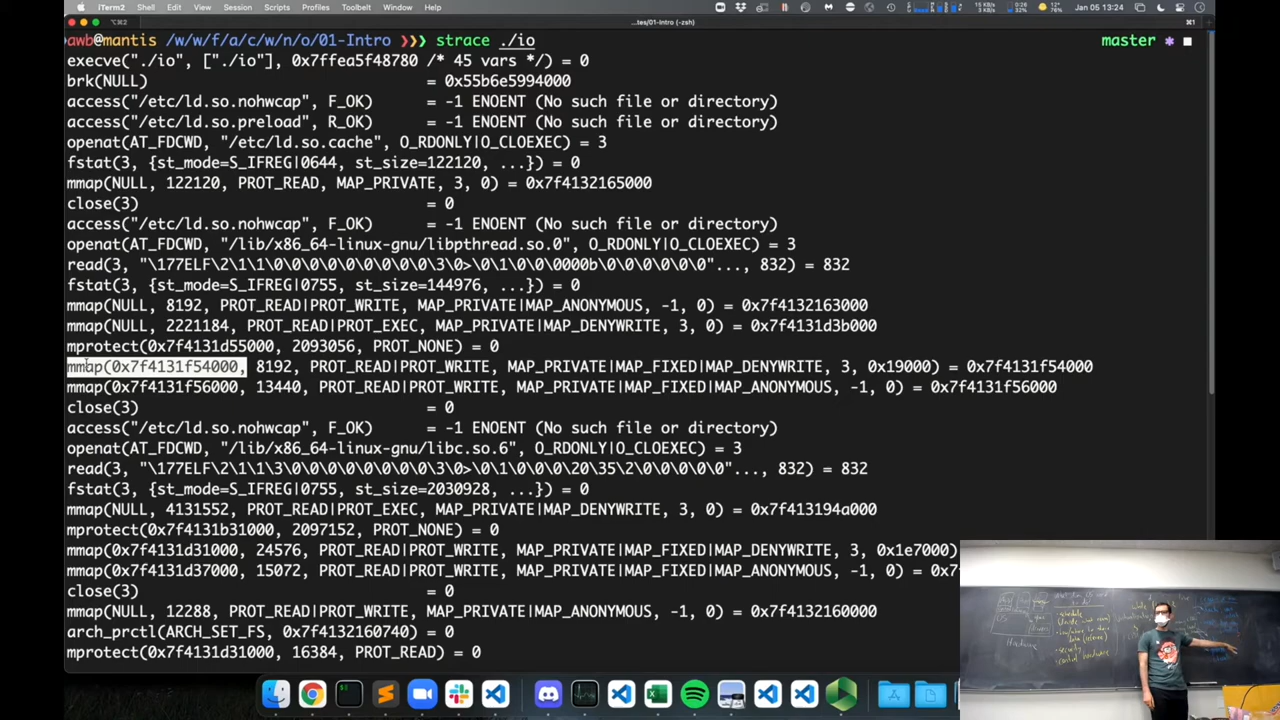 iTerm2 Shell Edit View Session Scripts Profiles Toolbelt Window Help Jan 05 13:24
⌥⌘2 ..tes/01-Intro (-zsh) ⌘1
awb@mantis /w/w/f/a/c/w/n/o/01-Intro ❯❯❯ strace ./io master *
execve("./io", ["./io"], 0x7ffea5f48780 /* 45 vars */) = 0
brk(NULL) = 0x55b6e5994000
access("/etc/ld.so.nohwcap", F_OK) = -1 ENOENT (No such file or directory)
access("/etc/ld.so.preload", R_OK) = -1 ENOENT (No such file or directory)
openat(AT_FDCWD, "/etc/ld.so.cache", O_RDONLY|O_CLOEXEC) = 3
fstat(3, {st_mode=S_IFREG|0644, st_size=122120, ...}) = 0
mmap(NULL, 122120, PROT_READ, MAP_PRIVATE, 3, 0) = 0x7f4132165000
close(3) = 0
access("/etc/ld.so.nohwcap", F_OK) = -1 ENOENT (No such file or directory)
openat(AT_FDCWD, "/lib/x86_64-linux-gnu/libpthread.so.0", O_RDONLY|O_CLOEXEC) = 3
read(3, "\177ELF\2\1\1\0\0\0\0\0\0\0\0\0\3\0>\0\1\0\0\0000b\0\0\0\0\0\0"..., 832) = 832
fstat(3, {st_mode=S_IFREG|0755, st_size=144976, ...}) = 0
mmap(NULL, 8192, PROT_READ|PROT_WRITE, MAP_PRIVATE|MAP_ANONYMOUS, -1, 0) = 0x7f4132163000
mmap(NULL, 2221184, PROT_READ|PROT_EXEC, MAP_PRIVATE|MAP_DENYWRITE, 3, 0) = 0x7f4131d3b000
mprotect(0x7f4131d55000, 2093056, PROT_NONE) = 0
mmap(0x7f4131f54000, 8192, PROT_READ|PROT_WRITE, MAP_PRIVATE|MAP_FIXED|MAP_DENYWRITE, 3, 0x19000) = 0x7f4131f54000
mmap(0x7f4131f56000, 13440, PROT_READ|PROT_WRITE, MAP_PRIVATE|MAP_FIXED|MAP_ANONYMOUS, -1, 0) = 0x7f4131f56000
close(3) = 0
access("/etc/ld.so.nohwcap", F_OK) = -1 ENOENT (No such file or directory)
openat(AT_FDCWD, "/lib/x86_64-linux-gnu/libc.so.6", O_RDONLY|O_CLOEXEC) = 3
read(3, "\177ELF\2\1\1\3\0\0\0\0\0\0\0\0\3\0>\0\1\0\0\0\20\35\2\0\0\0\0\0"..., 832) = 832
fstat(3, {st_mode=S_IFREG|0755, st_size=2030928, ...}) = 0
mmap(NULL, 4131552, PROT_READ|PROT_EXEC, MAP_PRIVATE|MAP_DENYWRITE, 3, 0) = 0x7f413194a000
mprotect(0x7f4131b31000, 2097152, PROT_NONE) = 0
mmap(0x7f4131d31000, 24576, PROT_READ|PROT_WRITE, MAP_PRIVATE|MAP_FIXED|MAP_DENYWRITE, 3, 0x1e7000)
mmap(0x7f4131d37000, 15072, PROT_READ|PROT_WRITE, MAP_PRIVATE|MAP_FIXED|MAP_ANONYMOUS, -1, 0) = 0x7
close(3) = 0
mmap(NULL, 12288, PROT_READ|PROT_WRITE, MAP_PRIVATE|MAP_ANONYMOUS, -1, 0) = 0x7f4132160000
arch_prctl(ARCH_SET_FS, 0x7f4132160740) = 0
mprotect(0x7f4131d31000, 16384, PROT_READ) = 0
Hardware
schedule
security
control hardware